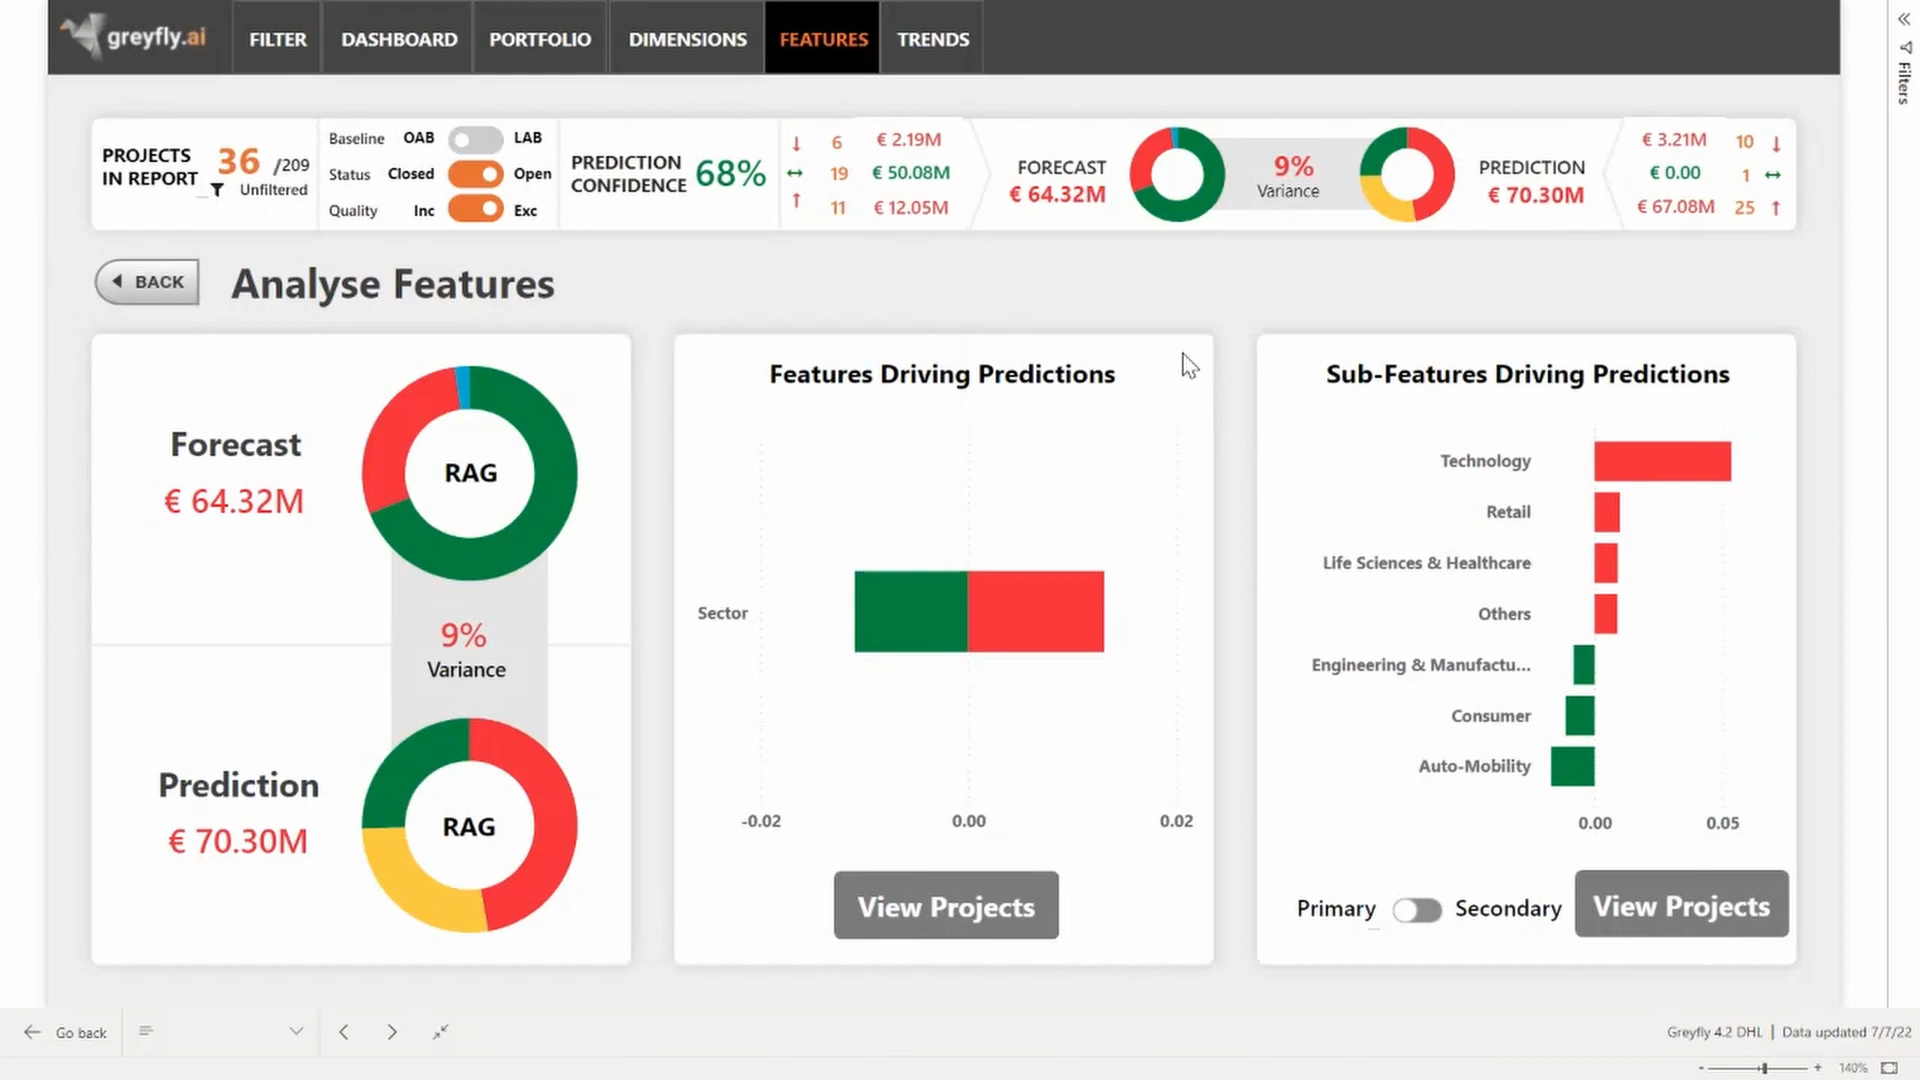 greyfly.ai
FILTER
DASHBOARD
PORTFOLIO
DIMENSIONS
FEATURES
TRENDS
Filters
PROJECTS
IN REPORT
36 /209
Unfiltered
Baseline OAB LAB
Status Closed Open
Quality Inc Exc
PREDICTION
CONFIDENCE
68%
↓ 6 € 2.19M
↔ 19 € 50.08M
↑ 11 € 12.05M
FORECAST
€ 64.32M
9%
Variance
PREDICTION
€ 70.30M
€ 3.21M 10 ↓
€ 0.00 1 ↔
€ 67.08M 25 ↑
BACK
Analyse Features
Forecast
€ 64.32M
RAG
9%
Variance
Prediction
€ 70.30M
RAG
Features Driving Predictions
Sector
-0.02 0.00 0.02
View Projects
Sub-Features Driving Predictions
Technology
Retail
Life Sciences & Healthcare
Others
Engineering & Manufactu...
Consumer
Auto-Mobility
0.00 0.05
Primary Secondary
View Projects
Go back
Greyfly 4.2 DHL | Data updated 7/7/22
- + 140%